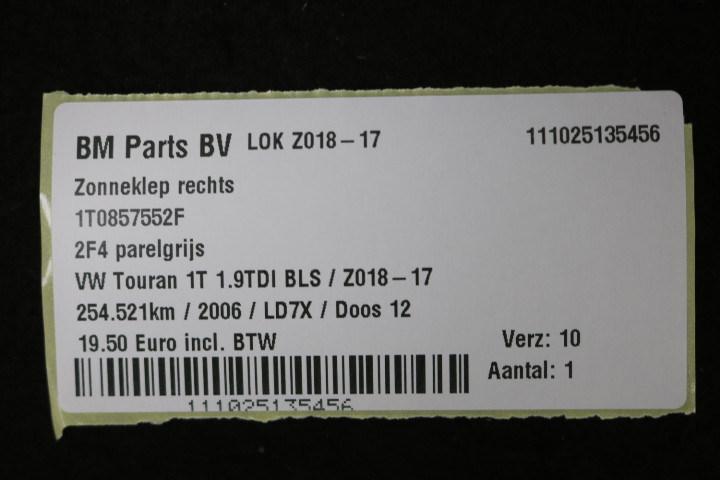 BM Parts BV LOK Z018-17 111025135456
Zonneklep rechts
1T0857552F
2F4 parelgrijs
VW Touran 1T 1.9TDI BLS / Z018-17
254.521km / 2006 / LD7X / Doos 12
19.50 Euro incl. BTW Verz: 10
Aantal: 1
111025135456